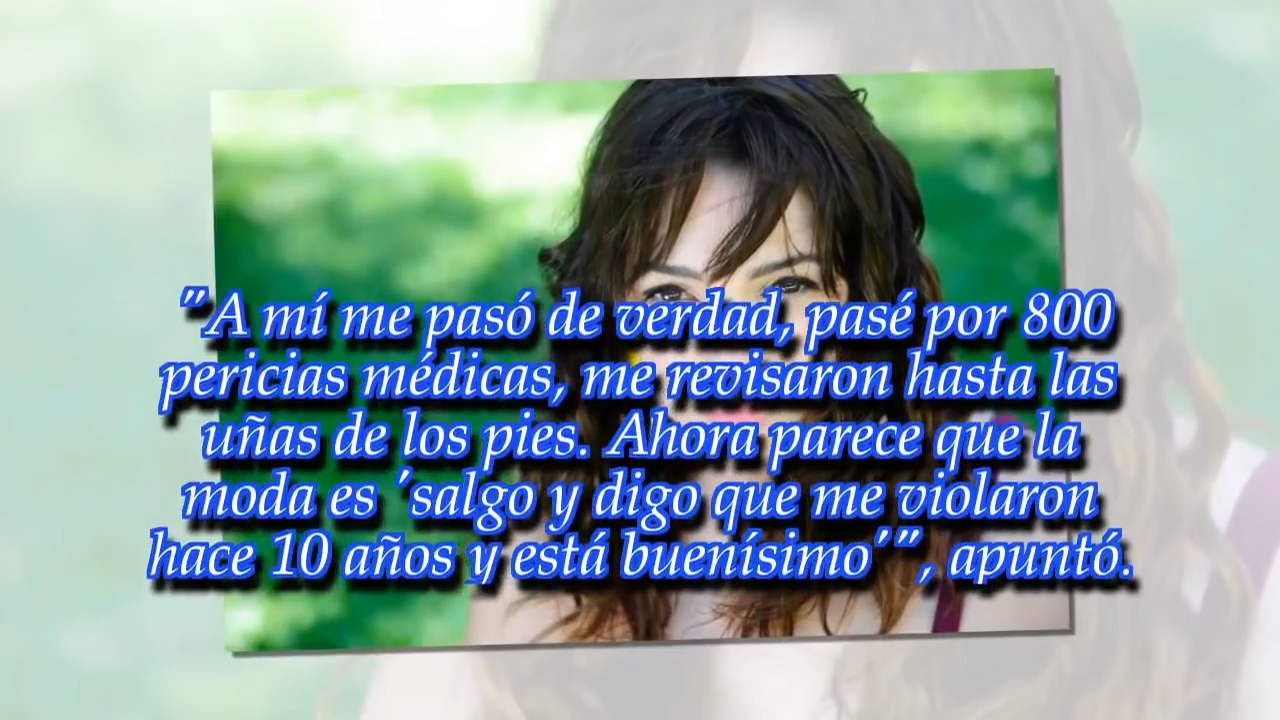 "A mí me pasó de verdad, pasé por 800
pericias médicas, me revisaron hasta las
uñas de los pies. Ahora parece que la
moda es ´salgo y digo que me violaron
hace 10 años y está buenísimo´", apuntó.